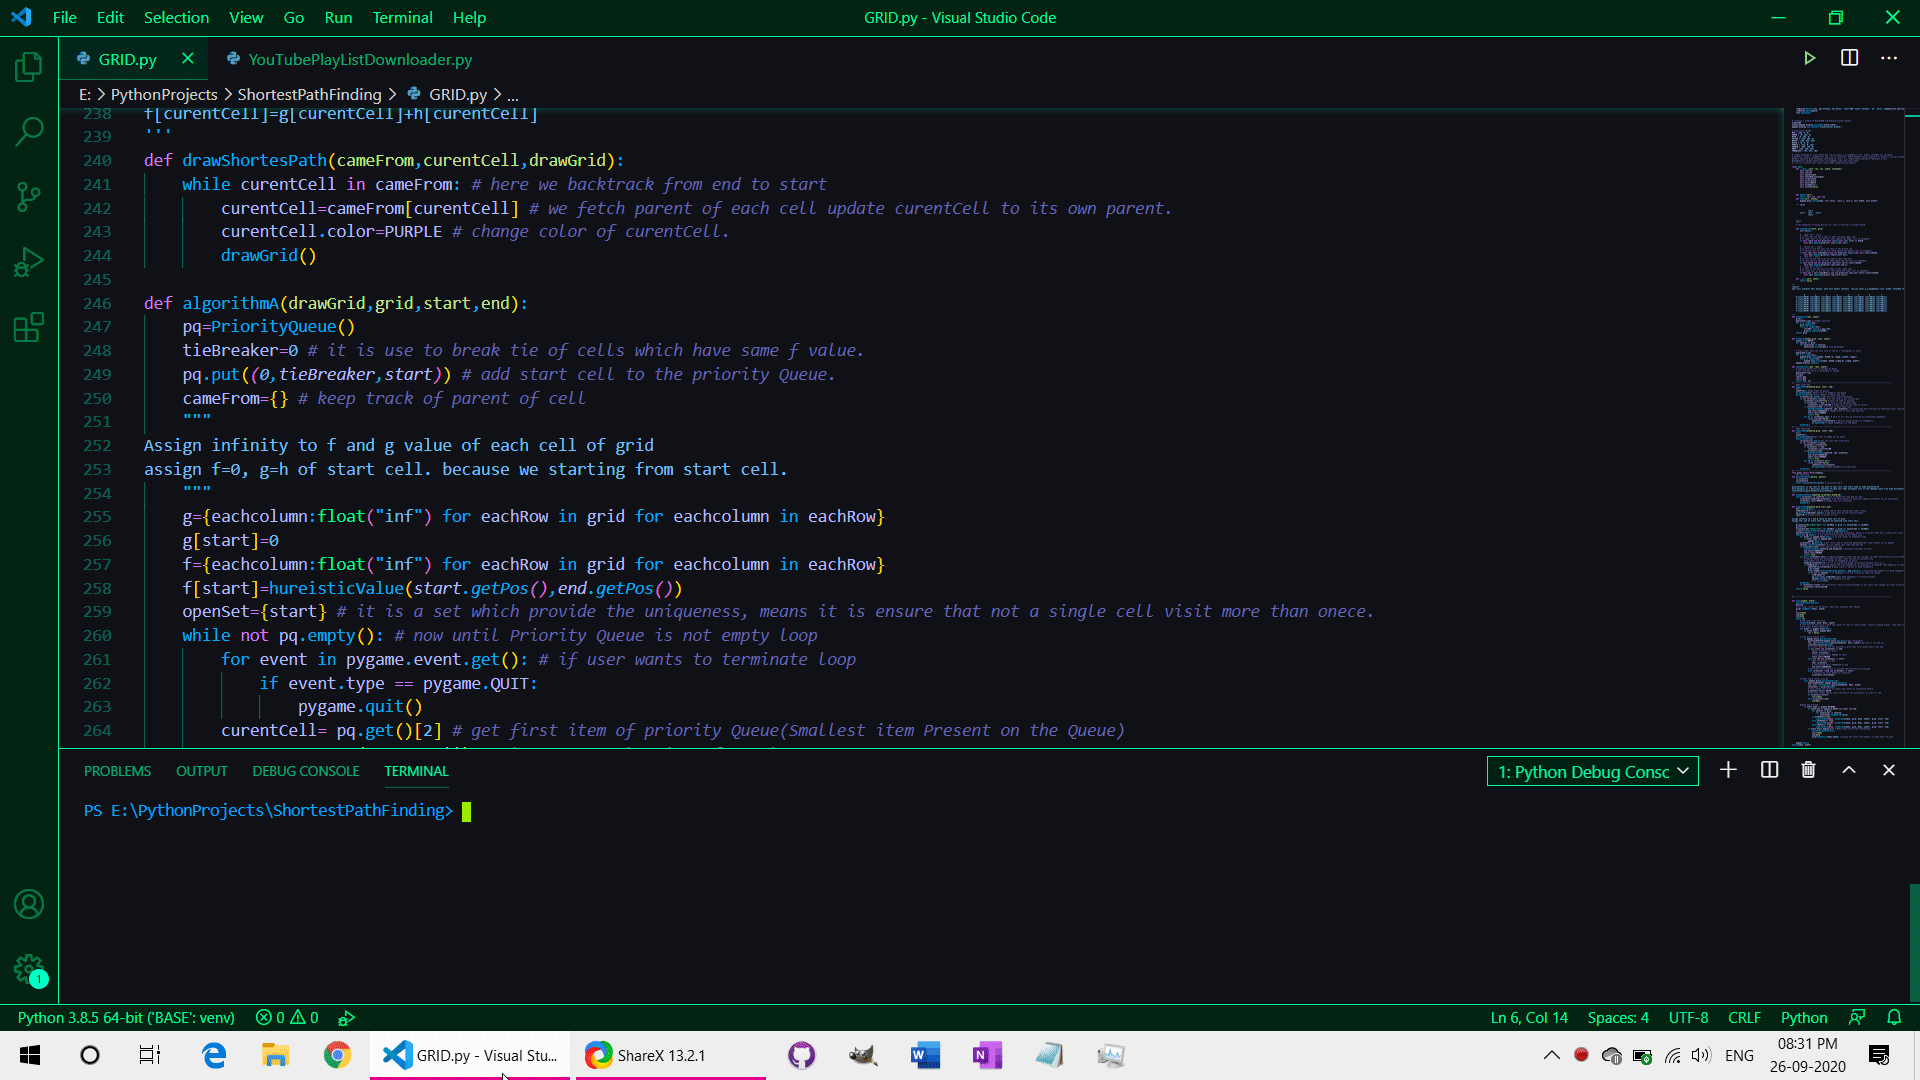 File Edit Selection View Go Run Terminal Help
GRID.py - Visual Studio Code
GRID.py
YouTubePlayListDownloader.py
E: > PythonProjects > ShortestPathFinding > GRID.py > ...
238 f[curentCell]=g[curentCell]+h[curentCell]
239 '''
240 def drawShortesPath(cameFrom,curentCell,drawGrid):
241 while curentCell in cameFrom: # here we backtrack from end to start
242 curentCell=cameFrom[curentCell] # we fetch parent of each cell update curentCell to its own parent.
243 curentCell.color=PURPLE # change color of curentCell.
244 drawGrid()
245
246 def algorithmA(drawGrid,grid,start,end):
247 pq=PriorityQueue()
248 tieBreaker=0 # it is use to break tie of cells which have same f value.
249 pq.put((0,tieBreaker,start)) # add start cell to the priority Queue.
250 cameFrom={} # keep track of parent of cell
251 """
252 Assign infinity to f and g value of each cell of grid
253 assign f=0, g=h of start cell. because we starting from start cell.
254 """
255 g={eachcolumn:float("inf") for eachRow in grid for eachcolumn in eachRow}
256 g[start]=0
257 f={eachcolumn:float("inf") for eachRow in grid for eachcolumn in eachRow}
258 f[start]=hureisticValue(start.getPos(),end.getPos())
259 openSet={start} # it is a set which provide the uniqueness, means it is ensure that not a single cell visit more than onece.
260 while not pq.empty(): # now until Priority Queue is not empty loop
261 for event in pygame.event.get(): # if user wants to terminate loop
262 if event.type == pygame.QUIT:
263 pygame.quit()
264 curentCell= pq.get()[2] # get first item of priority Queue(Smallest item Present on the Queue)
PROBLEMS OUTPUT DEBUG CONSOLE TERMINAL
1: Python Debug Consc
PS E:\PythonProjects\ShortestPathFinding>
1
Python 3.8.5 64-bit ('BASE': venv) 0 0
Ln 6, Col 14 Spaces: 4 UTF-8 CRLF Python
GRID.py - Visual Stu...
ShareX 13.2.1
ENG
08:31 PM
26-09-2020